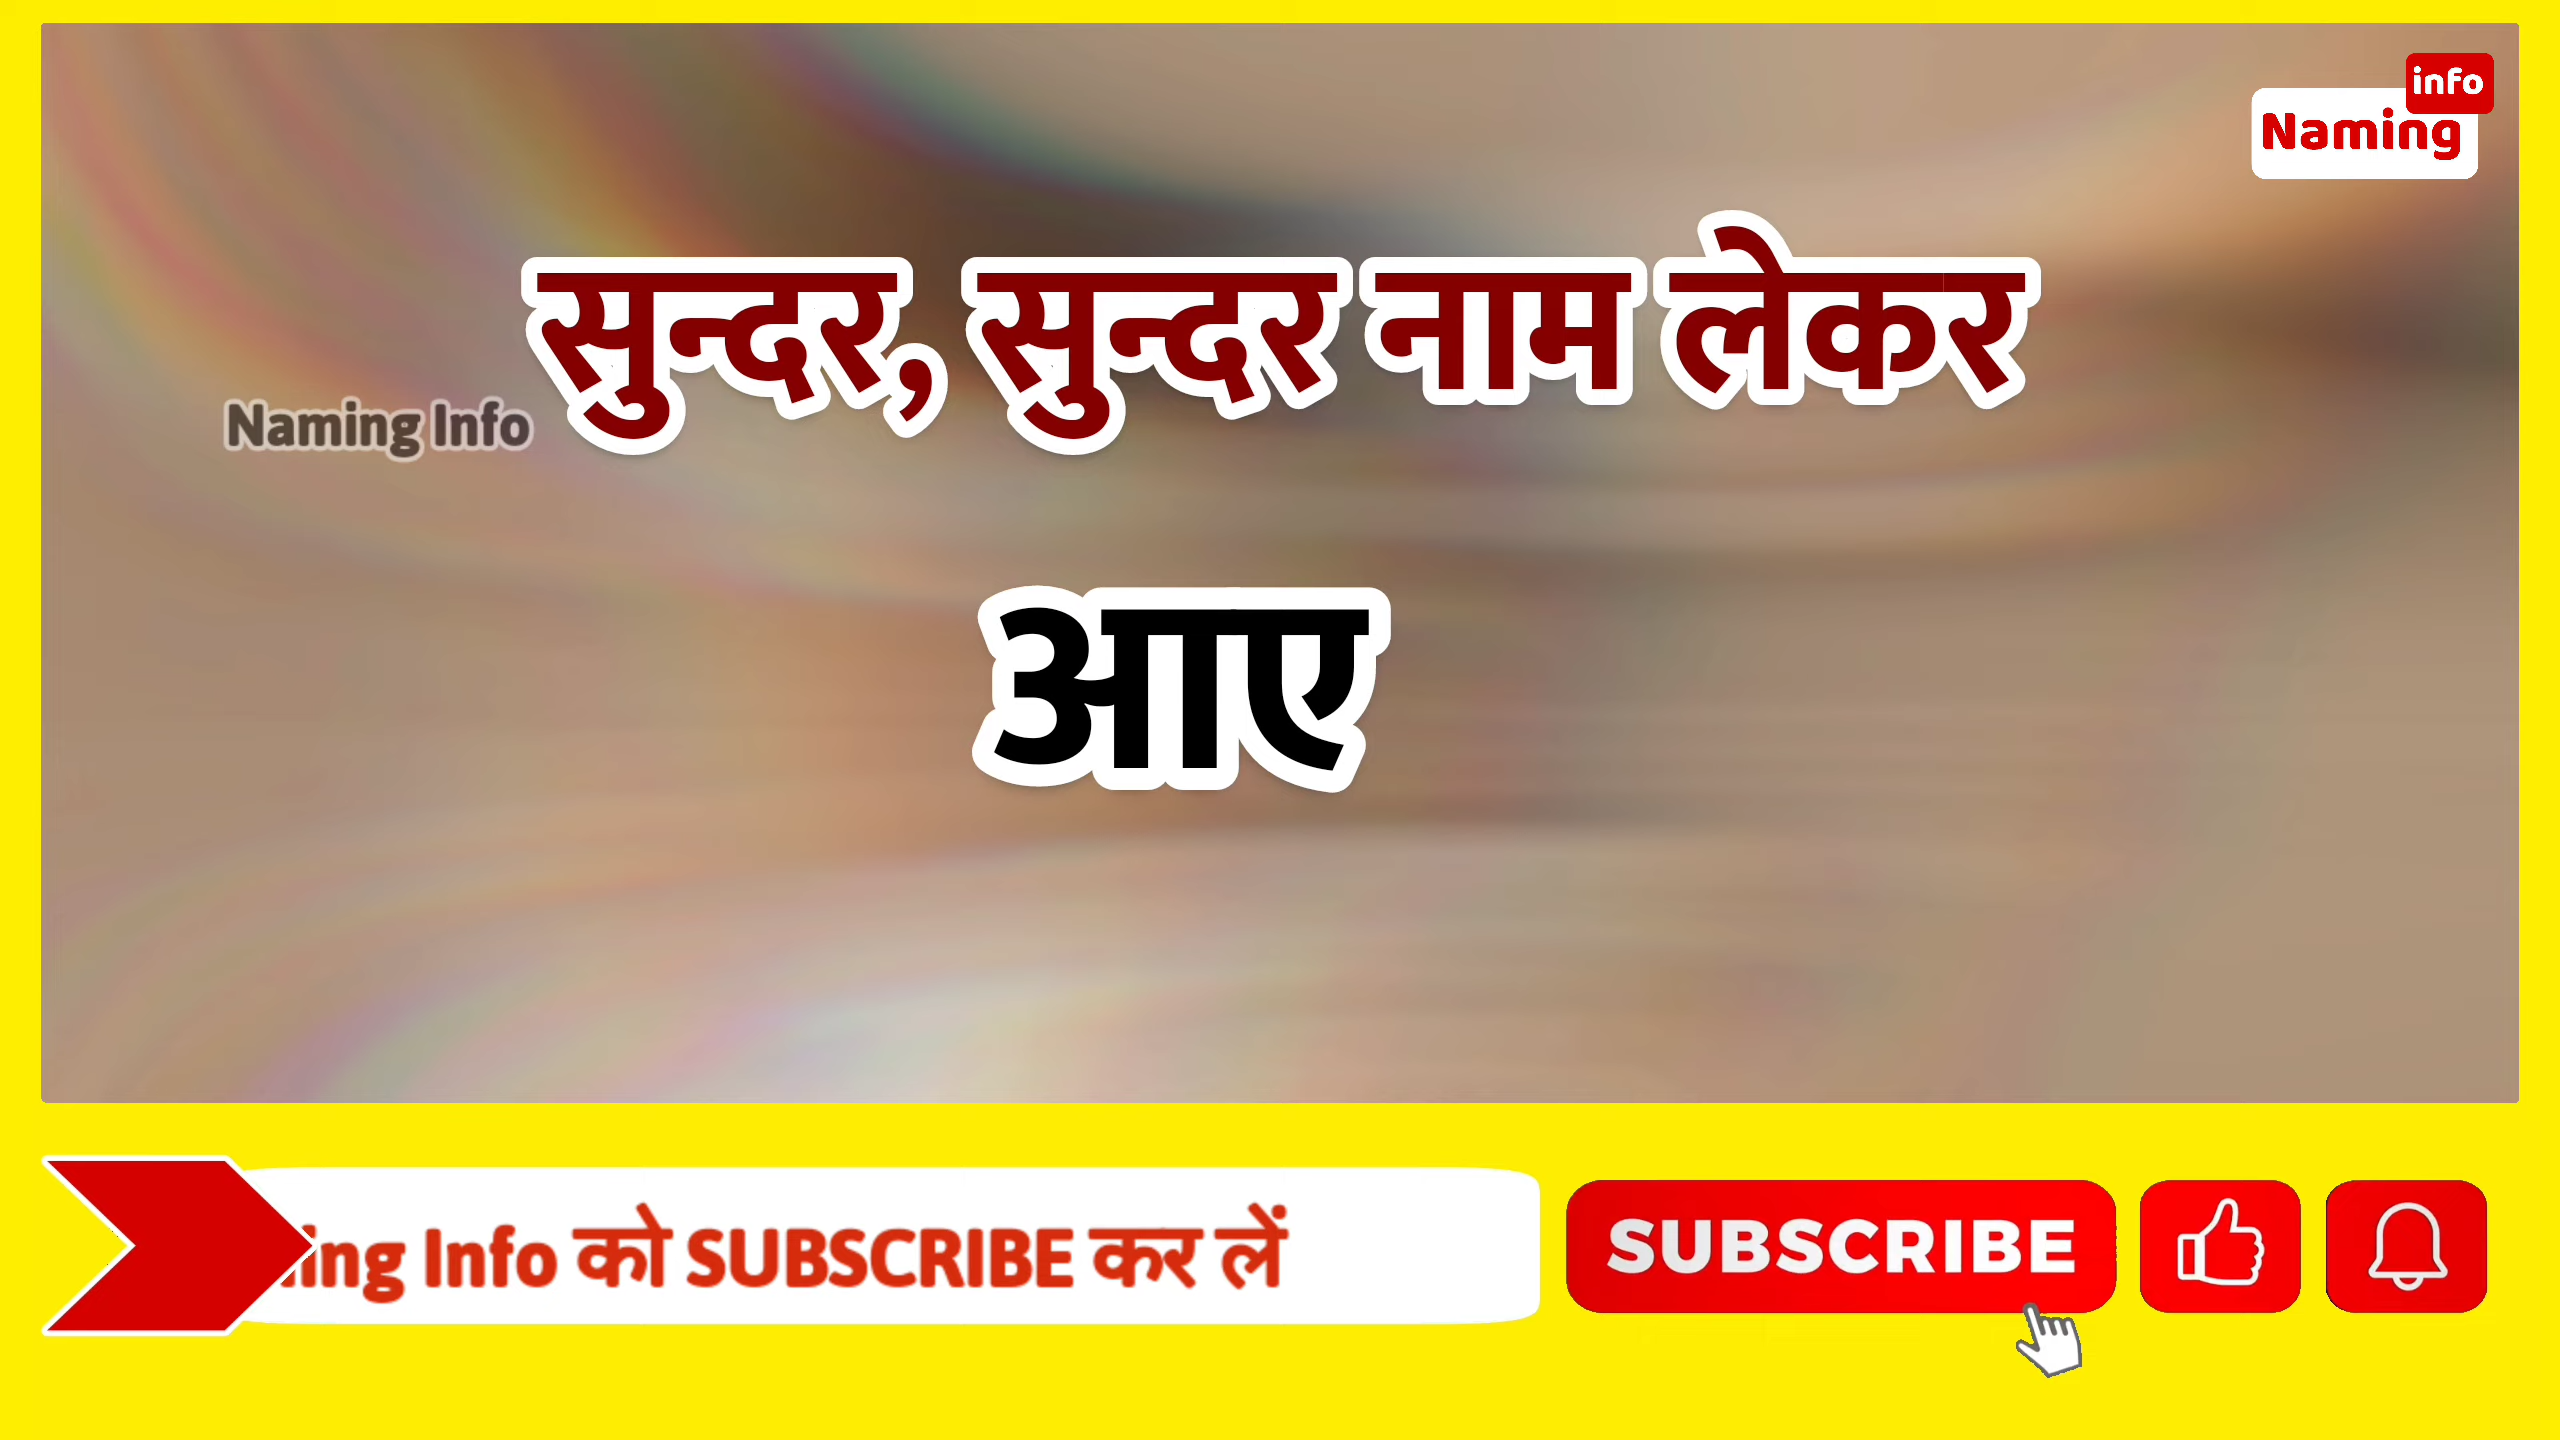 info
Naming
सुन्दर, सुन्दर नाम लेकर
Naming Info
आए
Info को SUBSCRIBE कर लें
SUBSCRIBE